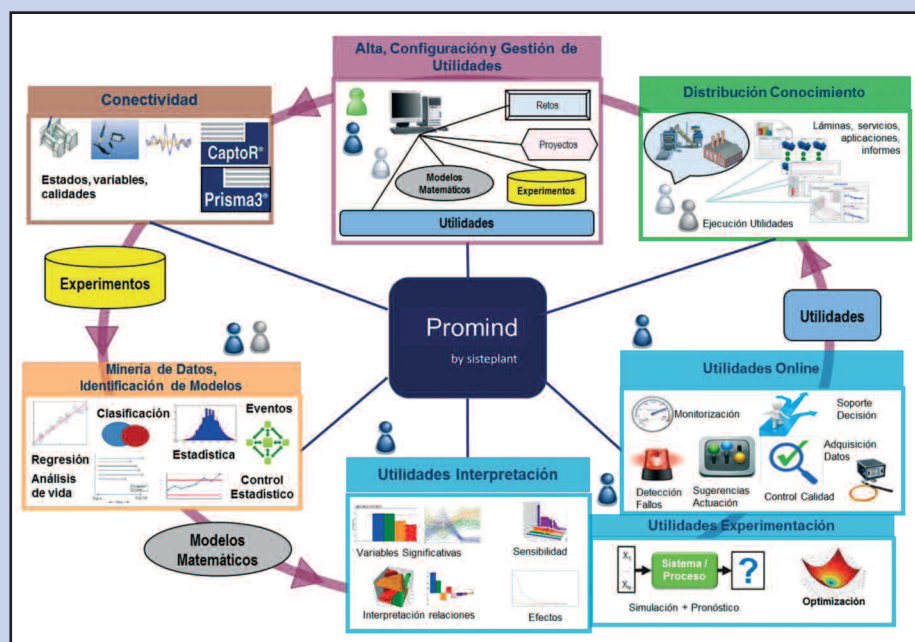 Alta, Configuración y Gestión de
Utilidades
Retos
Proyectos
Modelos
Matemáticos
Experimentos
Utilidades
Conectividad
CaptoR®
Prisma3®
Estados, variables,
calidades
Distribución Conocimiento
Láminas, servicios,
aplicaciones,
informes
Ejecución Utilidades
Experimentos
Promind
by sisteplant
Utilidades
Minería de Datos,
Identificación de Modelos
Clasificación
Eventos
Regresión
Estadística
Análisis
de vida
Control
Estadístico
Utilidades Online
Monitorización
Soporte
Decisión
Adquisición
Datos
Detección
Fallos
Sugerencias
Actuación
Control Calidad
Modelos
Matemáticos
Utilidades Interpretación
Variables Significativas
Sensibilidad
Interpretación relaciones
Efectos
Utilidades Experimentación
X1
...
Xn
Sistema /
Proceso
?
Simulación + Pronóstico
Optimización